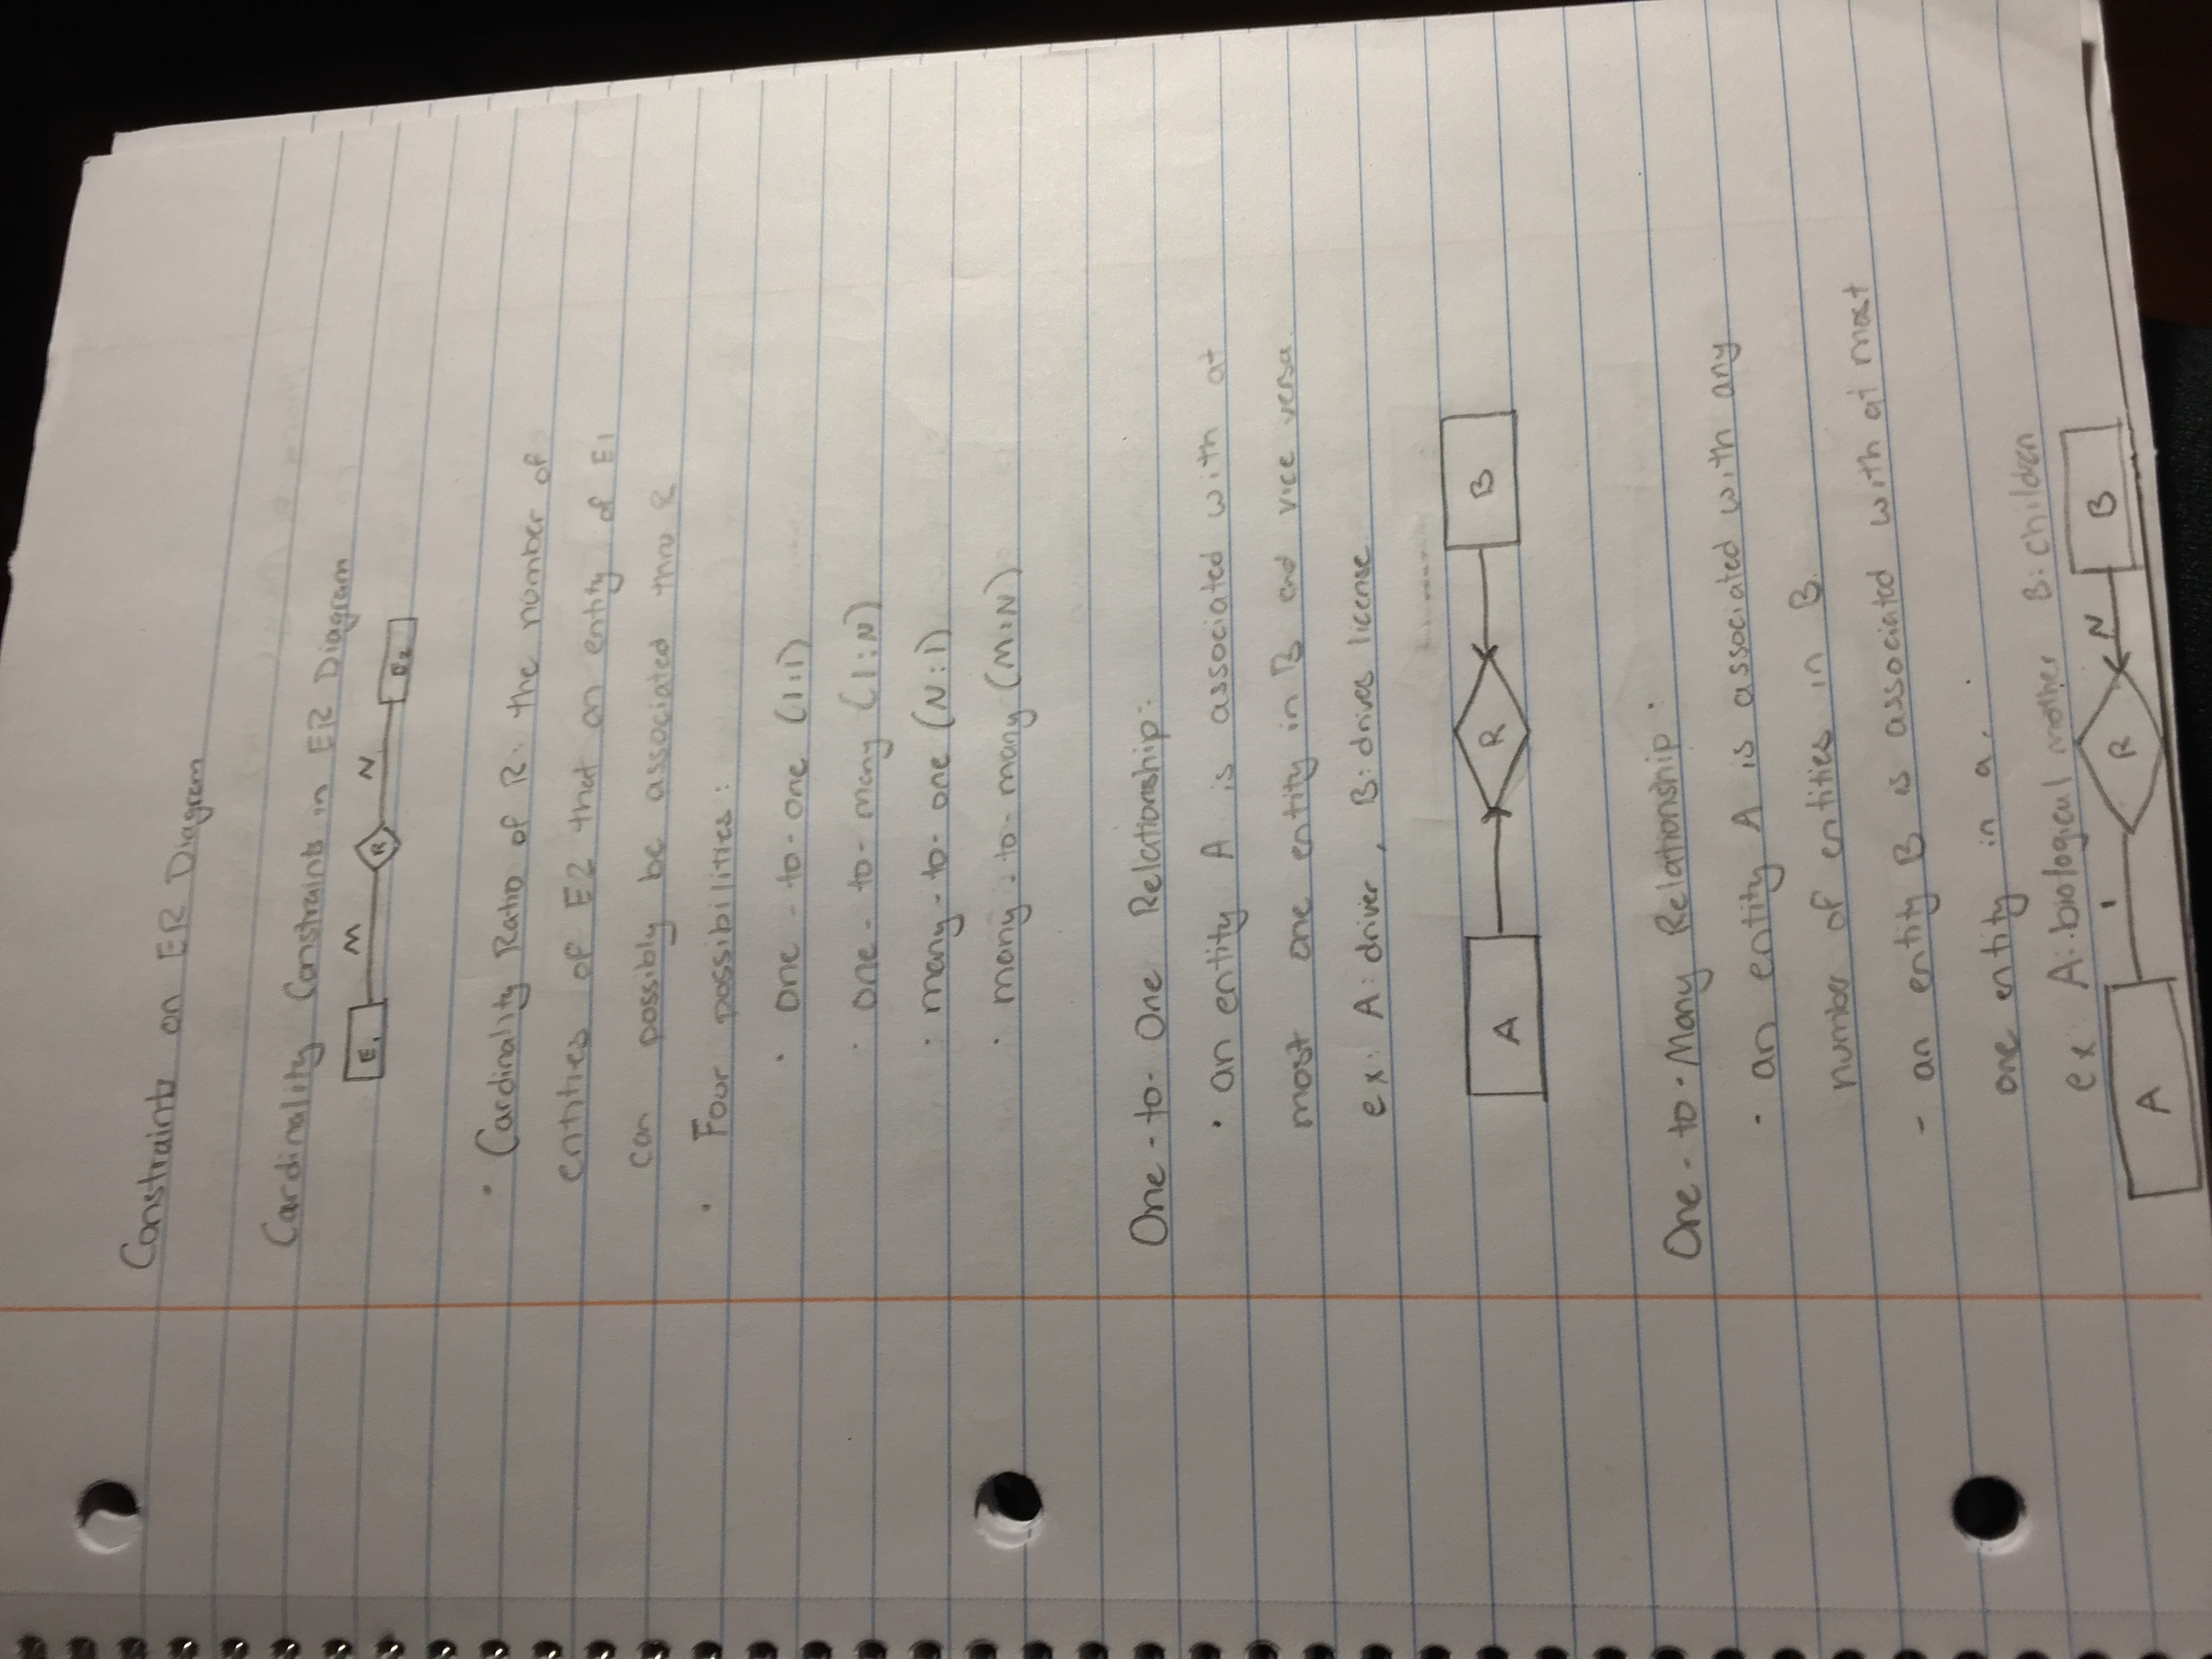 Constraints on ER Diagram
Cardinality Constraints in ER Diagram
E1 M R N E2
· Cardinality Ratio of R: the number of
entities of E2 that an entity of E1
can possibly be associated thru R
· Four possibilities:
· one-to-one (1:1)
· one-to-many (1:N)
· many-to-one (N:1)
· many-to-many (M:N)
One-to-One Relationship:
· an entity A is associated with at
most one entity in B and vice versa.
ex: A: driver, B: drives license.
A R B
One-to-Many Relationship:
- an entity A is associated with any
number of entities in B.
- an entity B is associated with at most
one entity in a.
ex A: biological mother B: children
A 1 R N B